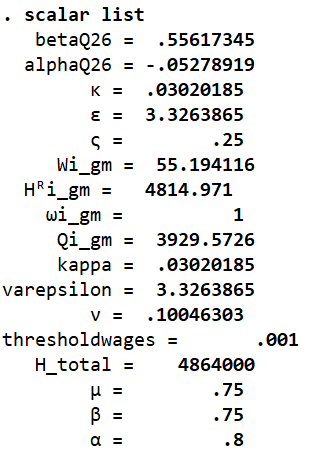 . scalar list
betaQ26 = .55617345
alphaQ26 = -.05278919
κ = .03020185
ε = 3.3263865
ς = .25
Wi_gm = 55.194116
Hᴿi_gm = 4814.971
ωi_gm = 1
Qi_gm = 3929.5726
kappa = .03020185
varepsilon = 3.3263865
ν = .10046303
thresholdwages = .001
H_total = 4864000
μ = .75
β = .75
α = .8